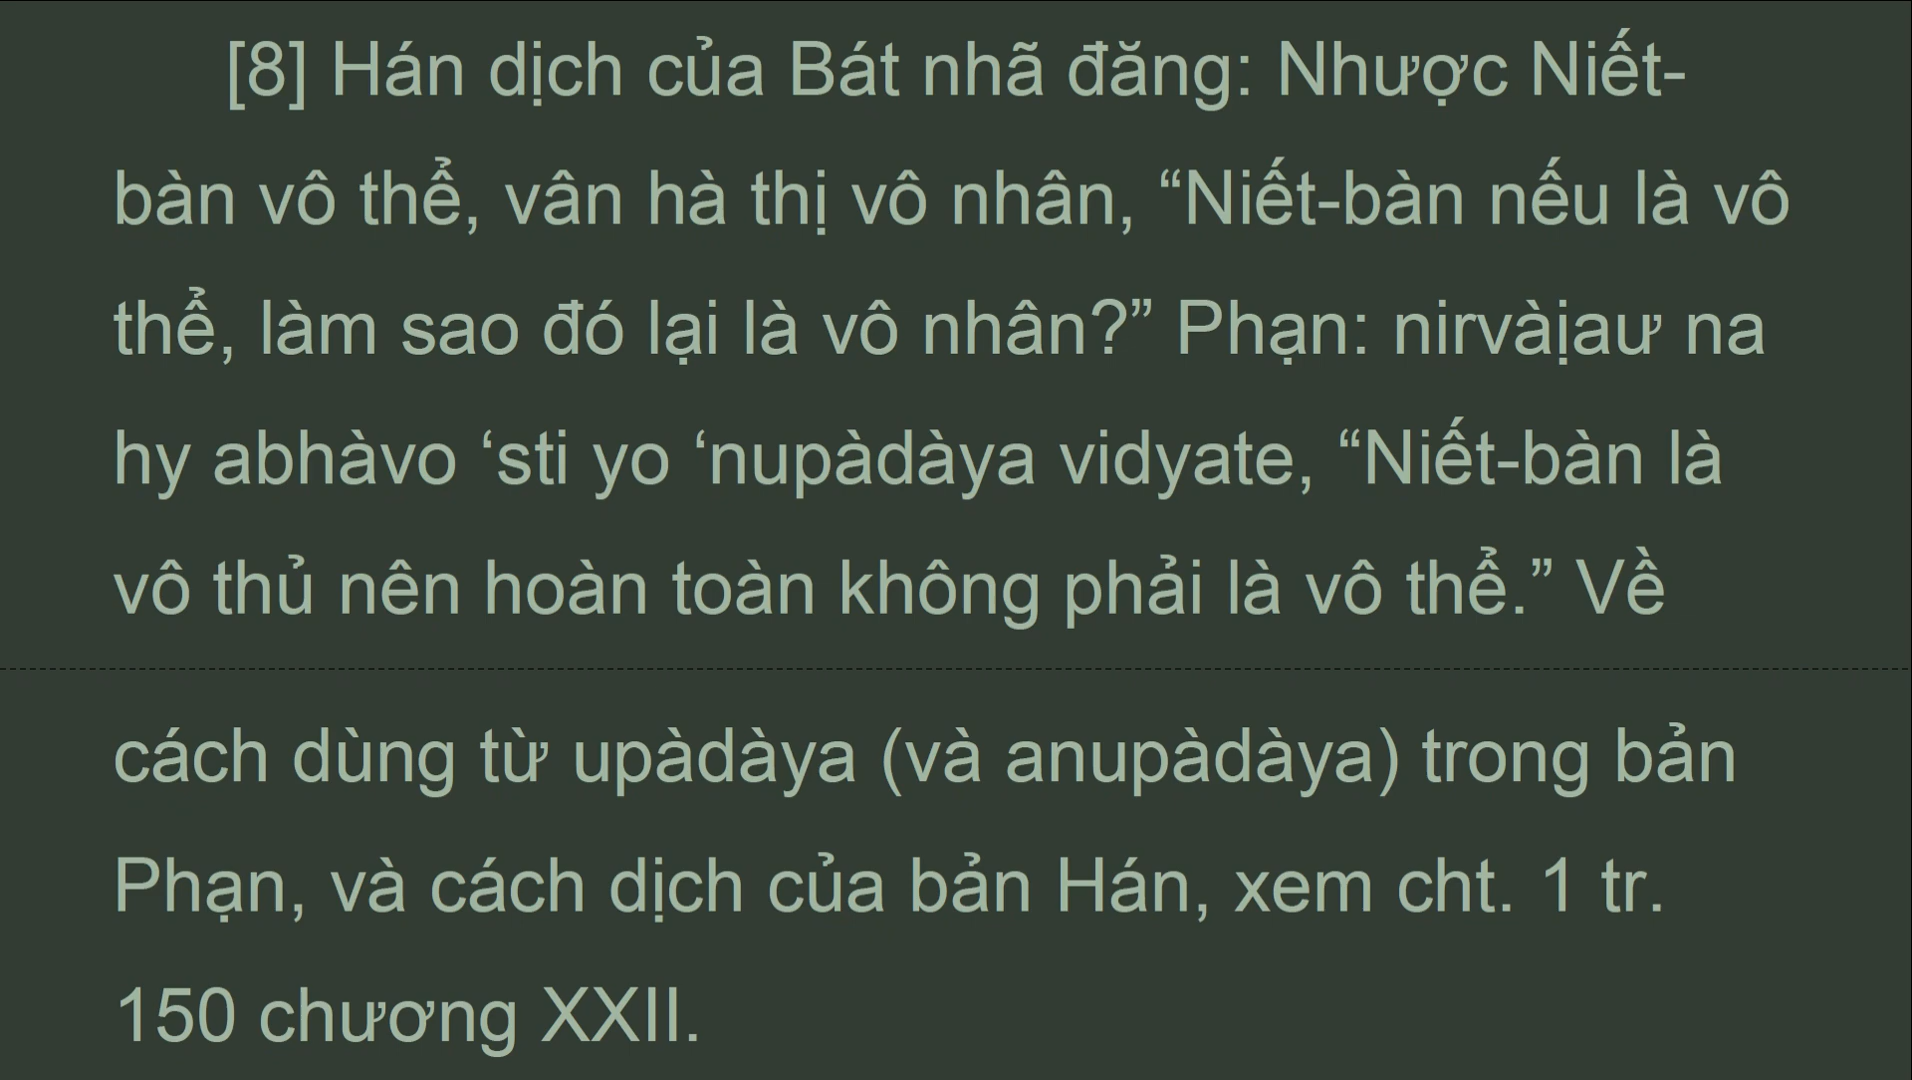 [8] Hán dịch của Bát nhã đăng: Nhược Niết-
bàn vô thể, vân hà thị vô nhân, “Niết-bàn nếu là vô
thể, làm sao đó lại là vô nhân?” Phạn: nirvàịaư na
hy abhàvo ‘sti yo ‘nupàdàya vidyate, “Niết-bàn là
vô thủ nên hoàn toàn không phải là vô thể.” Về
cách dùng từ upàdàya (và anupàdàya) trong bản
Phạn, và cách dịch của bản Hán, xem cht. 1 tr.
150 chương XXII.